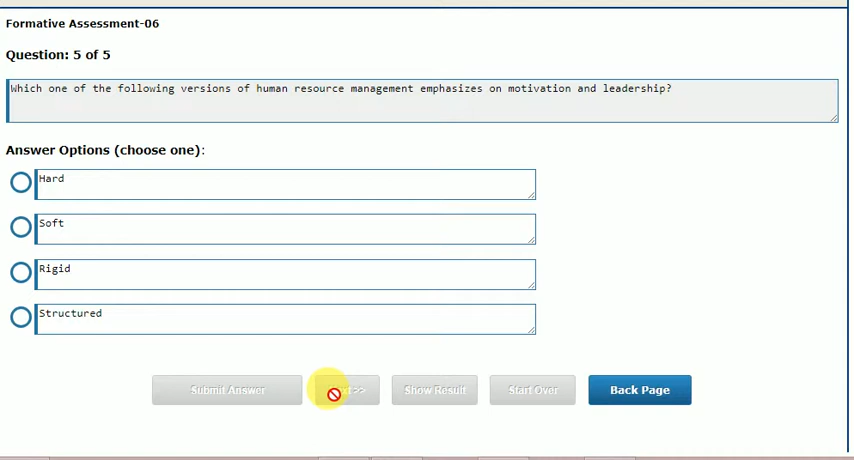 Formative Assessment-06
Question: 5 of 5
Which one of the following versions of human resource management emphasizes on motivation and leadership?
Answer Options (choose one):
Hard
Soft
Rigid
Structured
Submit Answer
>>
Show Result
Start Over
Back Page